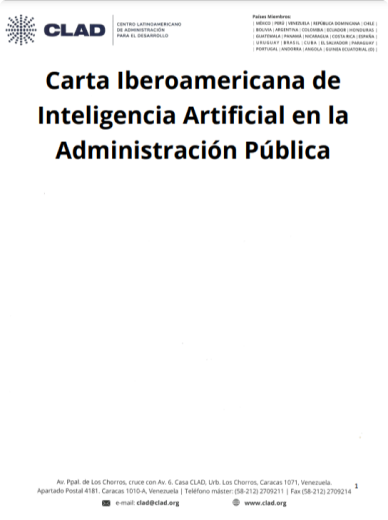 CLAD
CENTRO LATINOAMERICANO
DE ADMINISTRACIÓN
PARA EL DESARROLLO
Países Miembros:
| MÉXICO | PERÚ | VENEZUELA | REPÚBLICA DOMINICANA | CHILE |
| BOLIVIA | ARGENTINA | COLOMBIA | ECUADOR | HONDURAS |
| GUATEMALA | PANAMÁ | NICARAGUA | COSTA RICA | ESPAÑA |
| URUGUAY | BRASIL | CUBA | EL SALVADOR | PARAGUAY |
| PORTUGAL | ANDORRA | ANGOLA | GUINEA ECUATORIAL (E) |
Carta Iberoamericana de
Inteligencia Artificial en la
Administración Pública
Av. Ppal. de Los Chorros, cruce con Av. 6. Casa CLAD, Urb. Los Chorros, Caracas 1071, Venezuela.
Apartado Postal 4181. Caracas 1010-A, Venezuela | Teléfono máster: (58-212) 2709211 | Fax (58-212) 2709214
1
e-mail: clad@clad.org www.clad.org